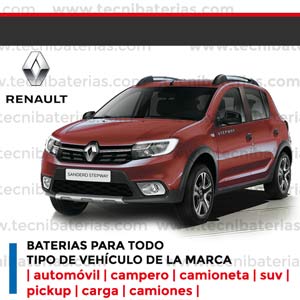 www.tecnibaterias.com
RENAULT
STEPWAY
SANDERO STEPWAY
BATERIAS PARA TODO
TIPO DE VEHÍCULO DE LA MARCA
| automóvil | campero | camioneta | suv |
pickup | carga | camiones |